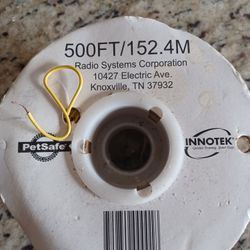 500FT/152.4M
Radio Systems Corporation
10427 Electric Ave.
Knoxville, TN 37932
PetSafe
INNOTEK